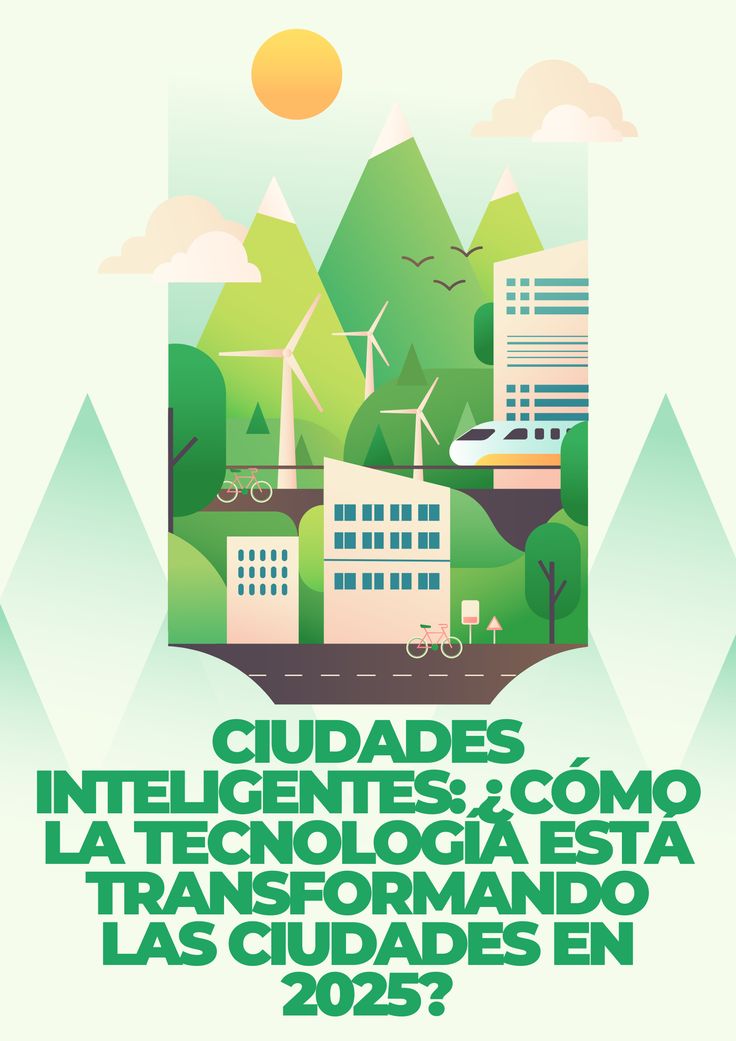 CIUDADES
INTELIGENTES: ¿CÓMO
LA TECNOLOGÍA ESTÁ
TRANSFORMANDO
LAS CIUDADES EN
2025?